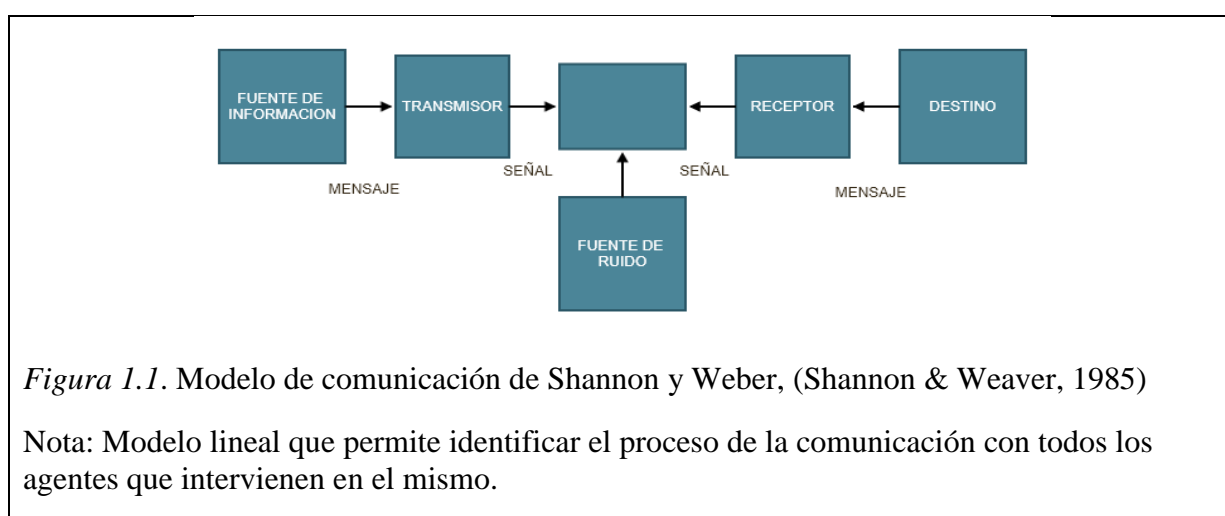 FUENTE DE
INFORMACION
TRANSMISOR
RECEPTOR
DESTINO
MENSAJE
SEÑAL
SEÑAL
MENSAJE
FUENTE DE
RUIDO
Figura 1.1. Modelo de comunicación de Shannon y Weber, (Shannon & Weaver, 1985)
Nota: Modelo lineal que permite identificar el proceso de la comunicación con todos los
agentes que intervienen en el mismo.